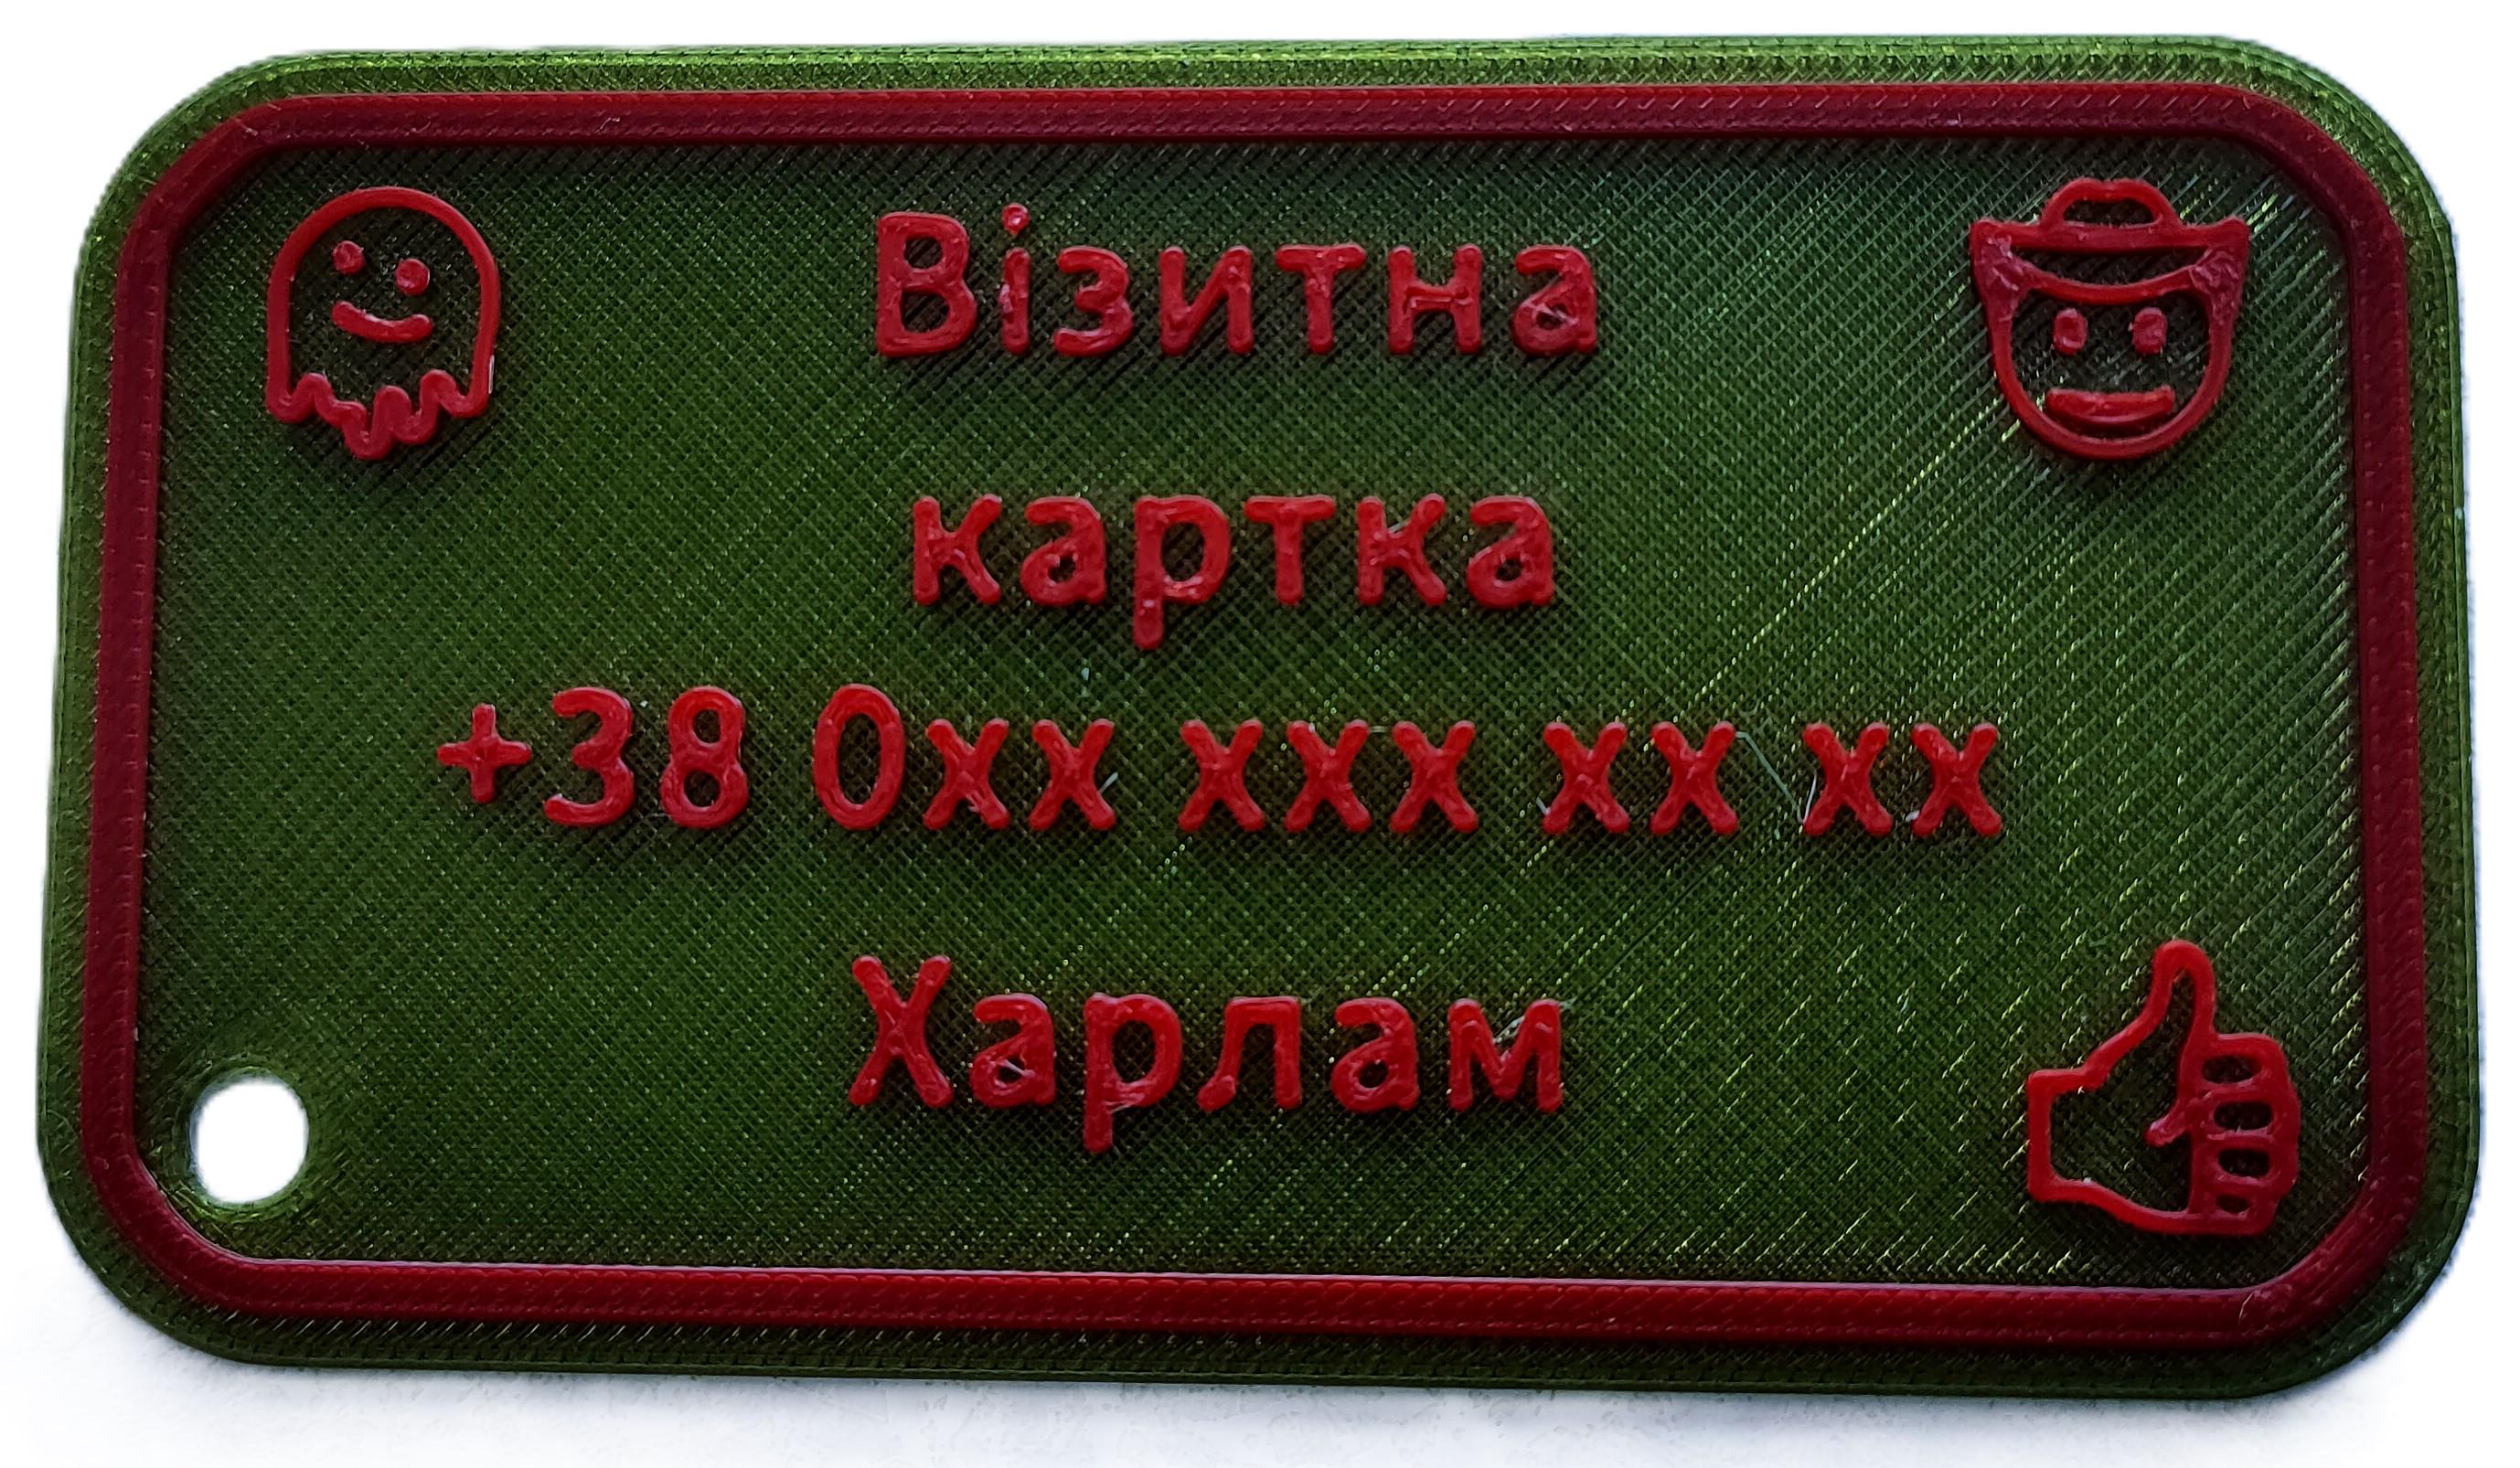 Візитна
картка
+38 0xx xxx xx xx
Харлам